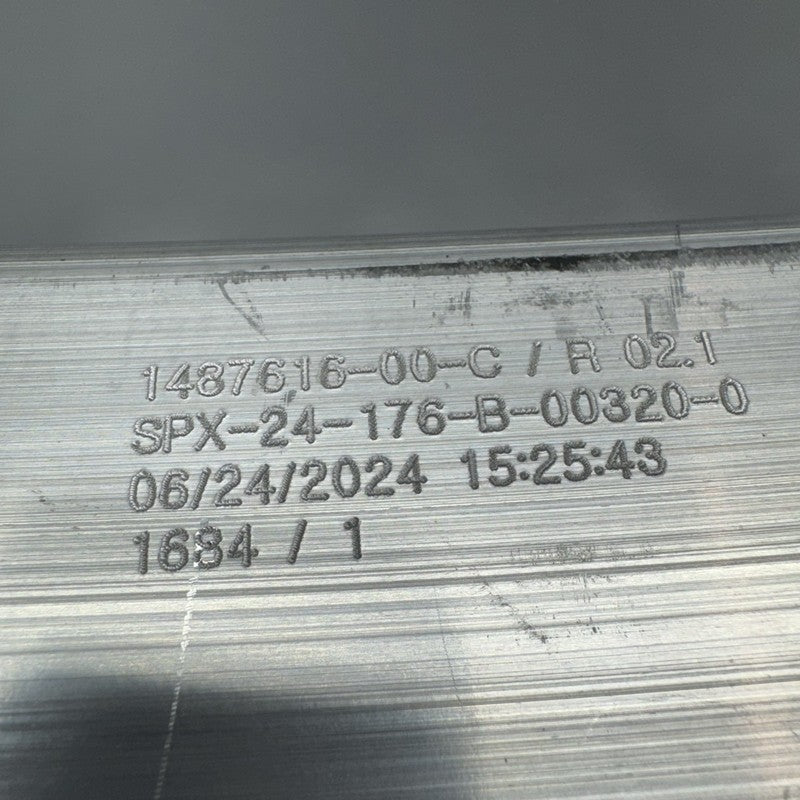 1487616-00-C / R 02.1
SPX-24-176-B-00320-0
06/24/2024 15:25:43
1684 / 1